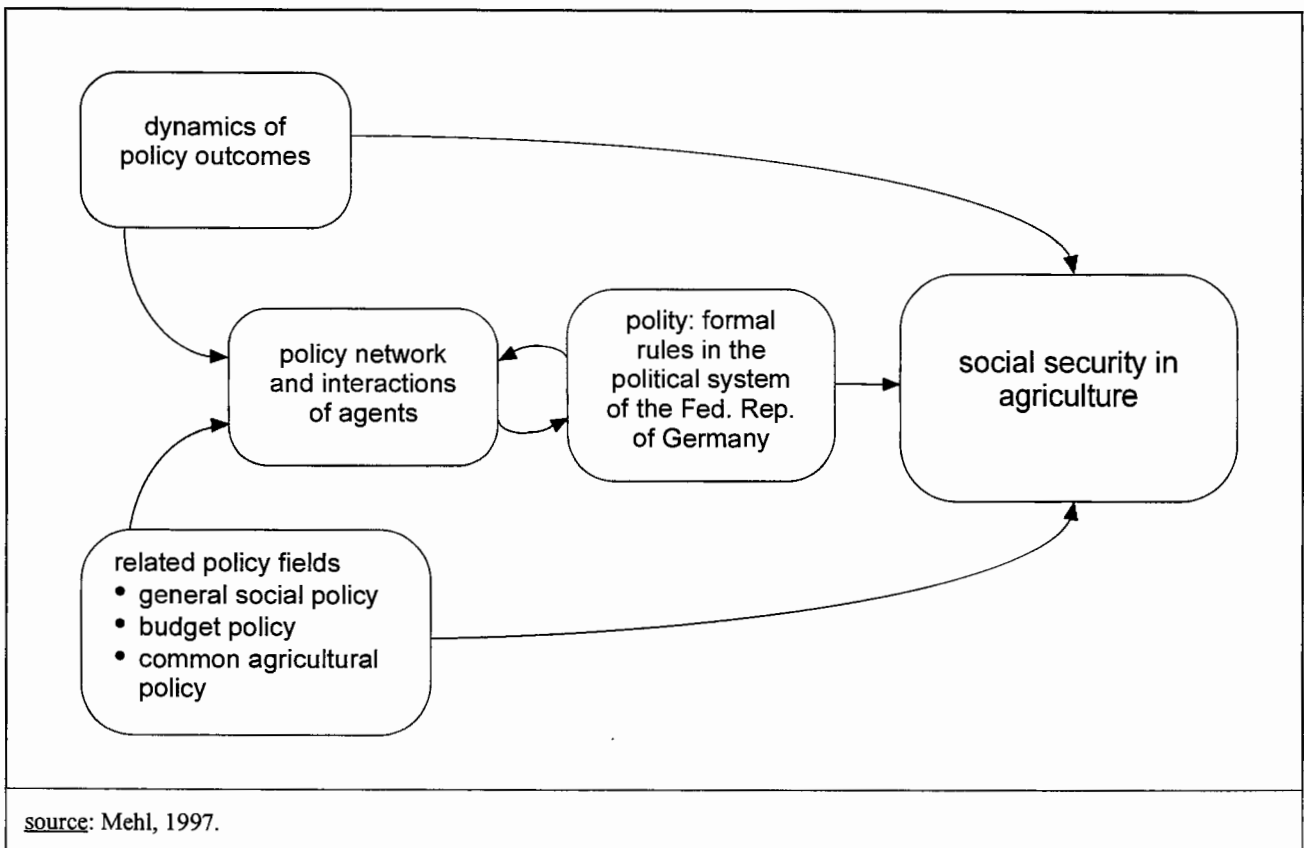 dynamics of
policy outcomes
policy network
and interactions
of agents
polity: formal
rules in the
political system
of the Fed. Rep.
of Germany
social security in
agriculture
related policy fields
• general social policy
• budget policy
• common agricultural
policy
source: Mehl, 1997.